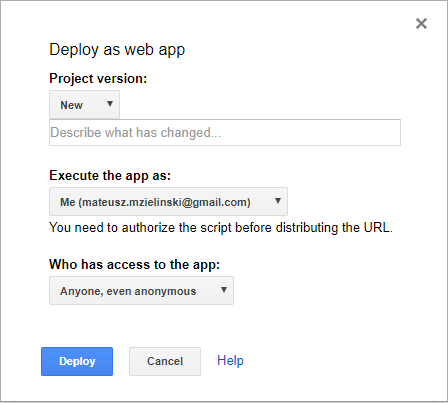 Deploy as web app
Project version:
New
Describe what has changed...
Execute the app as:
Me (mateusz.mzielinski@gmail.com)
You need to authorize the script before distributing the URL.
Who has access to the app:
Anyone, even anonymous
Deploy Cancel Help